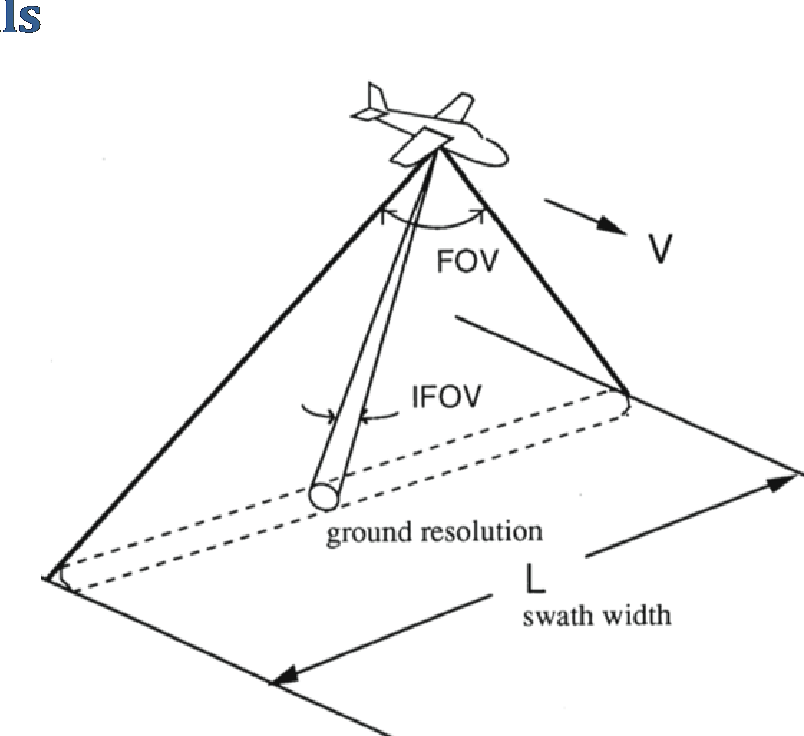 ls
V
FOV
IFOV
ground resolution
L
swath width